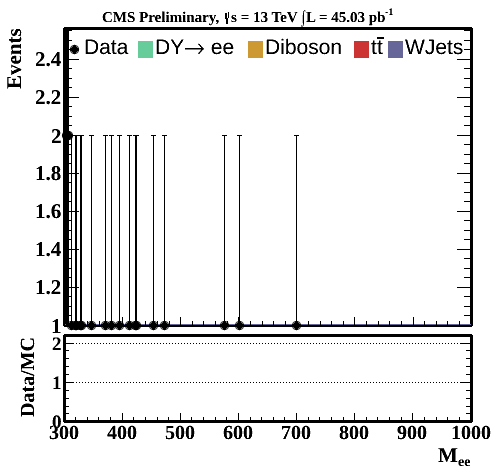 CMS Preliminary, √s = 13 TeV ∫L = 45.03 pb⁻¹
Events
Data DY→ ee Diboson tt̄ WJets
2.4
2.2
2
1.8
1.6
1.4
1.2
1
Data/MC
2
1
0
300 400 500 600 700 800 900 1000
Mee